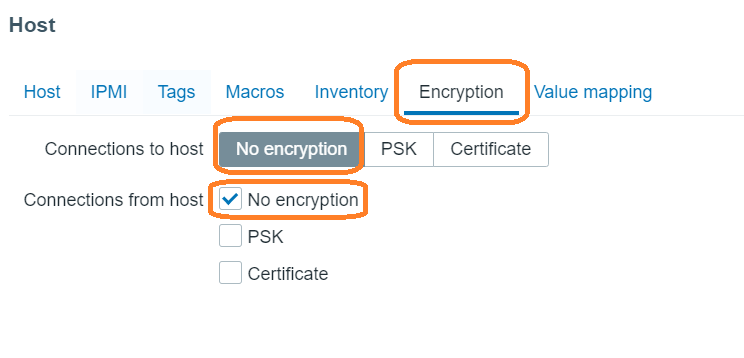 Host
Host IPMI Tags Macros Inventory Encryption Value mapping
Connections to host No encryption PSK Certificate
Connections from host No encryption
PSK
Certificate